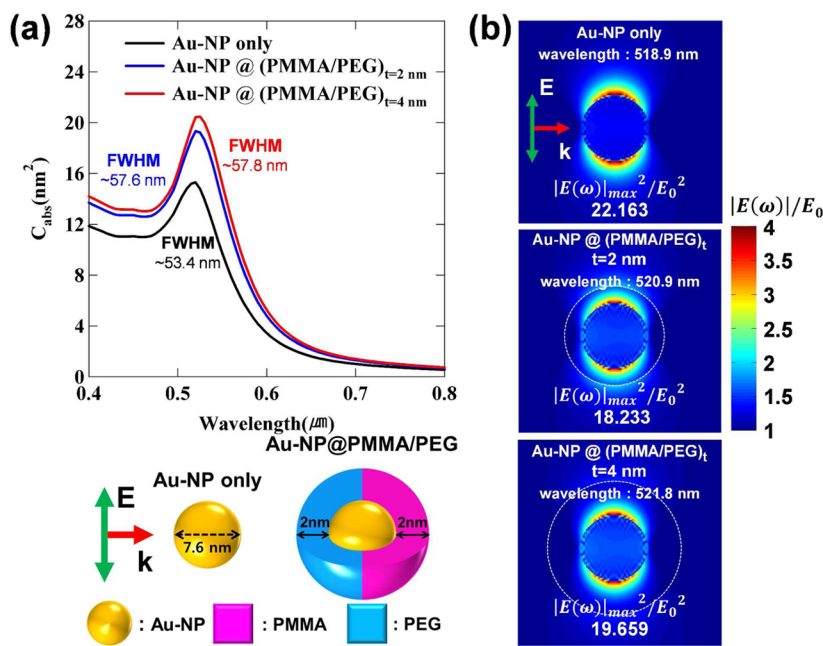 (a)
28
24
20
16
12
8
4
0
C_abs(nm²)
Au-NP only
Au-NP @ (PMMA/PEG)t=2 nm
Au-NP @ (PMMA/PEG)t=4 nm
FWHM
~57.6 nm
FWHM
~57.8 nm
FWHM
~53.4 nm
0.4 0.5 0.6 0.7 0.8
Wavelength(㎛)
Au-NP@PMMA/PEG
E
k
Au-NP only
7.6 nm
2nm 2nm
: Au-NP : PMMA : PEG
(b)
Au-NP only
wavelength : 518.9 nm
E
k
|E(ω)|max²/E₀²
22.163
Au-NP @ (PMMA/PEG)t
t=2 nm
wavelength : 520.9 nm
|E(ω)|max²/E₀²
18.233
Au-NP @ (PMMA/PEG)t
t=4 nm
wavelength : 521.8 nm
|E(ω)|max²/E₀²
19.659
|E(ω)|/E₀
4
3.5
3
2.5
2
1.5
1